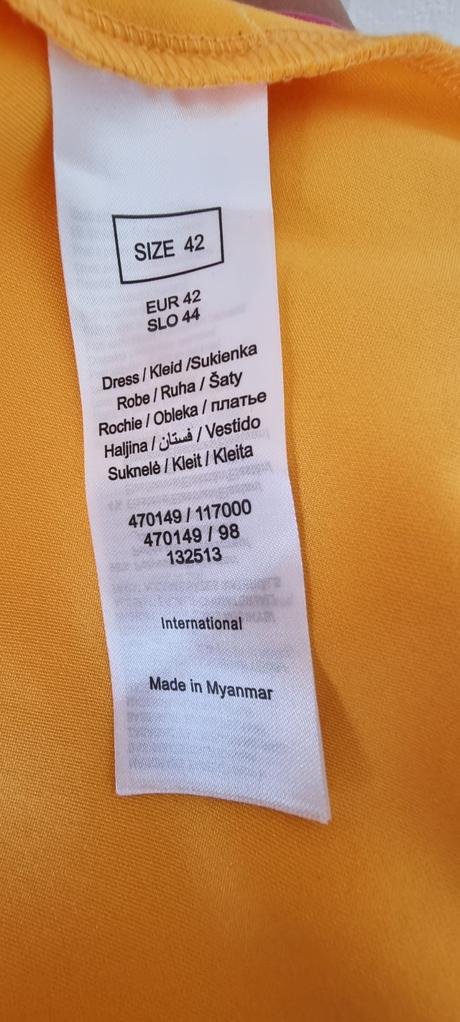 SIZE 42
EUR 42
SLO 44
Dress / Kleid /Sukienka
Robe / Ruha / Šaty
Rochie / Obleka / платье
Haljina / فستان / Vestido
Suknelė / Kleit / Kleita
470149 / 117000
470149 / 98
132513
International
Made in Myanmar